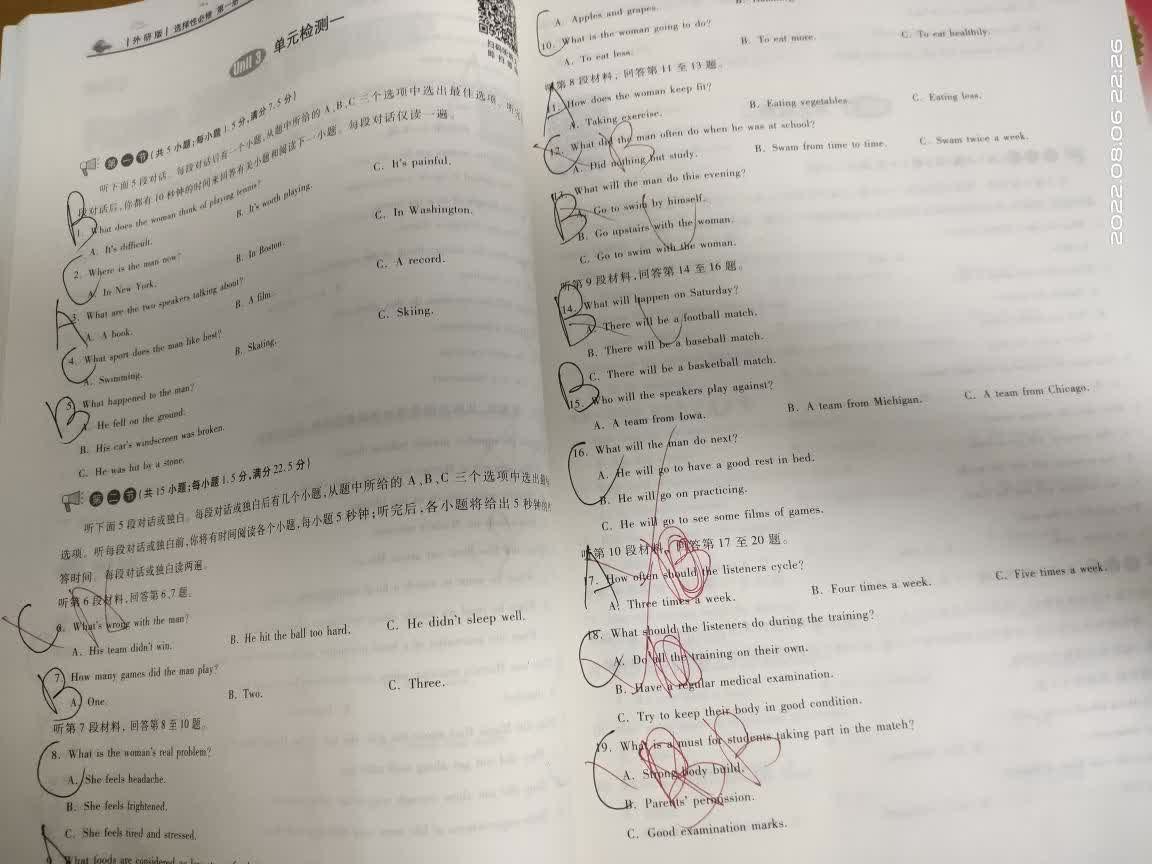 外研版 选择性必修 第一册
Unit 3 单元检测一
第一节(共5小题;每小题1.5分,满分7.5分)
听下面5段对话。每段对话后有一个小题,从题中所给的A、B、C三个选项中选出最佳选项。听完
段对话后,你都有10秒钟的时间来回答有关小题和阅读下一小题。每段对话仅读一遍。
B
1. What does the woman think of playing tennis?
A. It's difficult. B. It's worth playing. C. It's painful.
C
2. Where is the man now?
A. In New York. B. In Boston. C. In Washington.
A
3. What are the two speakers talking about?
A. A book. B. A film. C. A record.
C
4. What sport does the man like best?
A. Swimming. B. Skating. C. Skiing.
B
5. What happened to the man?
A. He fell on the ground.
B. His car's windscreen was broken.
C. He was hit by a stone.
第二节(共15小题;每小题1.5分,满分22.5分)
听下面5段对话或独白。每段对话或独白后有几个小题,从题中所给的A、B、C三个选项中选出最
选项。听每段对话或独白前,你将有时间阅读各个小题,每小题5秒钟;听完后,各小题将给出5秒钟的
答时间。每段对话或独白读两遍。
听第6段材料,回答第6、7题。
C
6. What's wrong with the man?
A. His team didn't win. B. He hit the ball too hard. C. He didn't sleep well.
B
7. How many games did the man play?
A. One. B. Two. C. Three.
听第7段材料,回答第8至10题。
C
8. What is the woman's real problem?
A. She feels headache.
B. She feels frightened.
C. She feels tired and stressed.
9. What foods are considered
A. Apples and grapes.
C
10. What is the woman going to do?
A. To eat less. B. To eat more. C. To eat healthily.
听第8段材料,回答第11至13题。
A
11. How does the woman keep fit?
A. Taking exercise. B. Eating vegetables. C. Eating less.
C B
12. What did the man often do when he was at school?
A. Did nothing but study. B. Swam from time to time. C. Swam twice a week.
13. What will the man do this evening?
B C
A. Go to swim by himself.
B. Go upstairs with the woman.
C. Go to swim with the woman.
听第9段材料,回答第14至16题。
B C
14. What will happen on Saturday?
A. There will be a football match.
B. There will be a baseball match.
C. There will be a basketball match.
B
15. Who will the speakers play against?
A. A team from Iowa. B. A team from Michigan. C. A team from Chicago.
C
16. What will the man do next?
A. He will go to have a good rest in bed.
B. He will go on practicing.
C. He will go to see some films of games.
听第10段材料,回答第17至20题。
A B
17. How often should the listeners cycle?
A. Three times a week. B. Four times a week. C. Five times a week.
C
18. What should the listeners do during the training?
A. Do all the training on their own.
B. Have a regular medical examination.
C. Try to keep their body in good condition.
C B
19. What is a must for students taking part in the match?
A. Strong body build.
B. Parents' permission.
C. Good examination marks.
2022.08.06 22:26